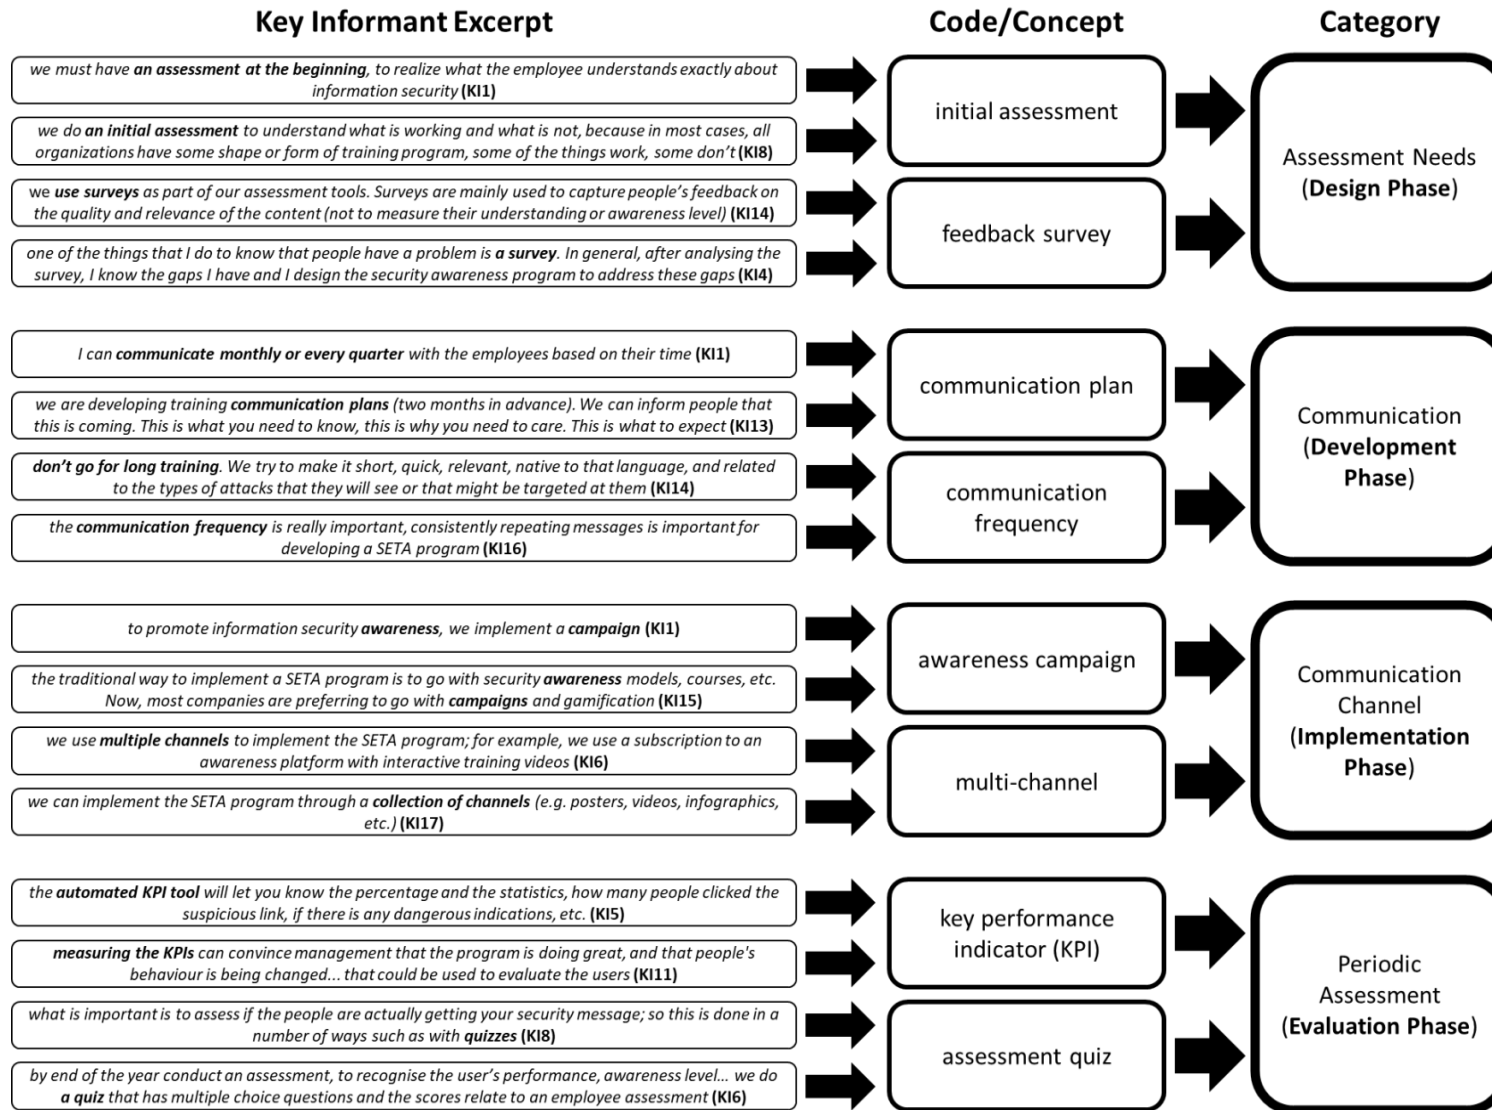 Key Informant Excerpt
Code/Concept
Category
we must have an assessment at the beginning, to realize what the employee understands exactly about
information security (KI1)
we do an initial assessment to understand what is working and what is not, because in most cases, all
organizations have some shape or form of training program, some of the things work, some don't (KI8)
initial assessment
we use surveys as part of our assessment tools. Surveys are mainly used to capture people's feedback on
the quality and relevance of the content (not to measure their understanding or awareness level) (KI14)
one of the things that I do to know that people have a problem is a survey. In general, after analysing the
survey, I know the gaps I have and I design the security awareness program to address these gaps (KI4)
feedback survey
Assessment Needs
(Design Phase)
I can communicate monthly or every quarter with the employees based on their time (KI1)
we are developing training communication plans (two months in advance). We can inform people that
this is coming. This is what you need to know, this is why you need to care. This is what to expect (KI13)
communication plan
don't go for long training. We try to make it short, quick, relevant, native to that language, and related
to the types of attacks that they will see or that might be targeted at them (KI14)
the communication frequency is really important, consistently repeating messages is important for
developing a SETA program (KI16)
communication
frequency
Communication
(Development
Phase)
to promote information security awareness, we implement a campaign (KI1)
the traditional way to implement a SETA program is to go with security awareness models, courses, etc.
Now, most companies are preferring to go with campaigns and gamification (KI15)
awareness campaign
we use multiple channels to implement the SETA program; for example, we use a subscription to an
awareness platform with interactive training videos (KI6)
we can implement the SETA program through a collection of channels (e.g. posters, videos, infographics,
etc.) (KI17)
multi-channel
Communication
Channel
(Implementation
Phase)
the automated KPI tool will let you know the percentage and the statistics, how many people clicked the
suspicious link, if there is any dangerous indications, etc. (KI5)
measuring the KPIs can convince management that the program is doing great, and that people's
behaviour is being changed... that could be used to evaluate the users (KI11)
key performance
indicator (KPI)
what is important is to assess if the people are actually getting your security message; so this is done in a
number of ways such as with quizzes (KI8)
by end of the year conduct an assessment, to recognise the user's performance, awareness level... we do
a quiz that has multiple choice questions and the scores relate to an employee assessment (KI6)
assessment quiz
Periodic
Assessment
(Evaluation Phase)